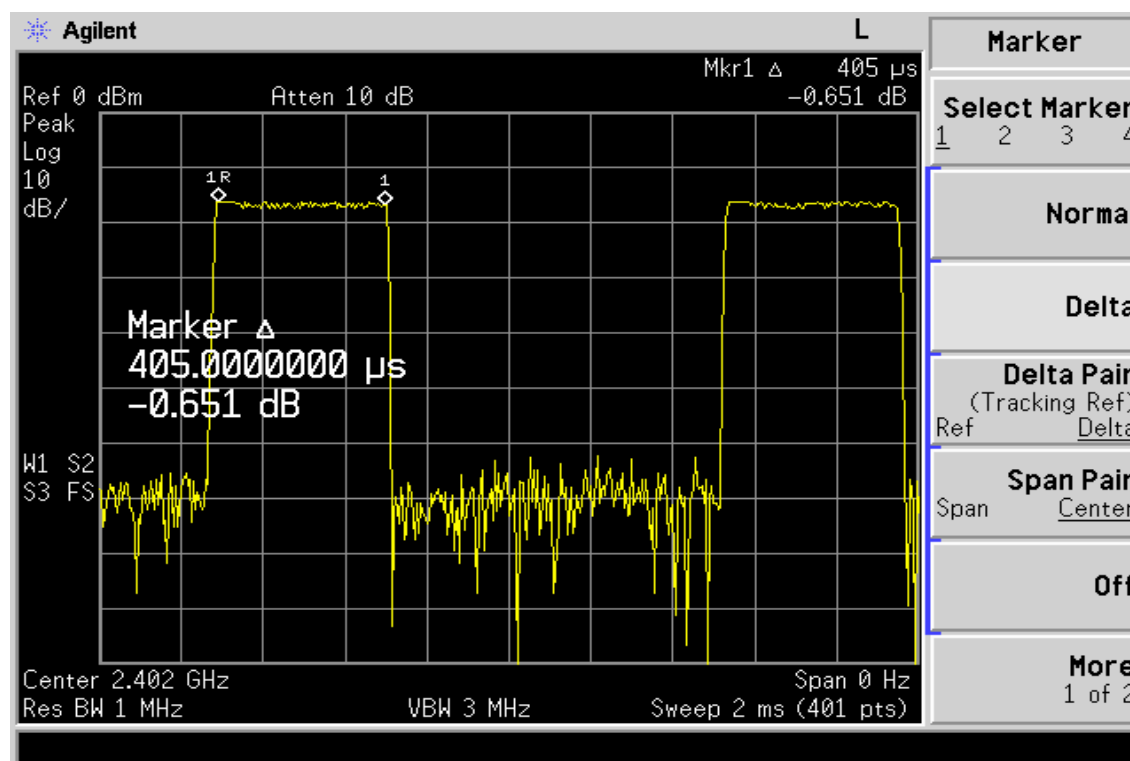 Agilent
L
Marker
Mkr1 Δ 405 µs
Ref 0 dBm Atten 10 dB -0.651 dB
Peak
Log
10
dB/
1R
1
Marker Δ
405.0000000 µs
-0.651 dB
W1 S2
S3 FS
Center 2.402 GHz Span 0 Hz
Res BW 1 MHz VBW 3 MHz Sweep 2 ms (401 pts)
Select Marker
1 2 3 4
Norma
Delta
Delta Pair
(Tracking Ref)
Ref Delta
Span Pair
Span Center
Off
More
1 of 2